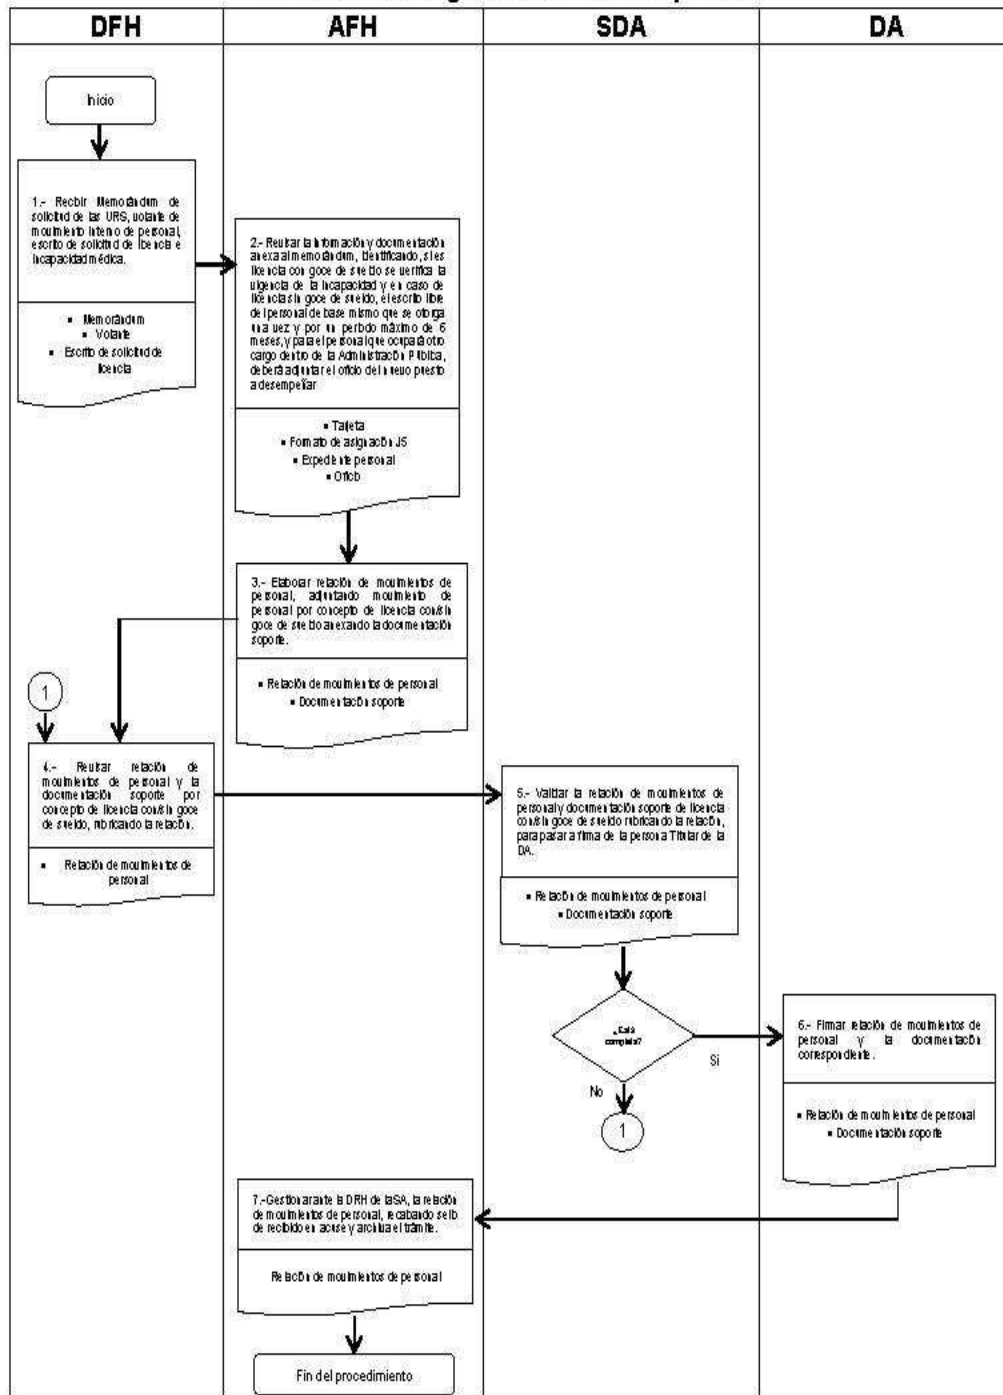 DFH
AFH
SDA
DA
Inicio
1.- Recibir Memorándum de
solicitud de las URS, volante de
movimiento interno de personal,
escrito de solicitud de licencia e
incapacidad médica.
▪ Memorándum
▪ Volante
▪ Escrito de solicitud de
licencia
2.- Revisar la información y documentación
anexa al memorándum, identificando, si es
licencia con goce de sueldo se verifica la
vigencia de la incapacidad y en caso de
licencia sin goce de sueldo, el escrito libre
del personal de base mismo que se otorga
una vez y por un periodo máximo de 6
meses, y para el personal que ocupará otro
cargo dentro de la Administración Pública,
deberá adjuntar el oficio del nuevo puesto
a desempeñar
▪ Tarjeta
▪ Formato de asignación JS
▪ Expediente personal
▪ Oficio
3.- Elaborar relación de movimientos de
personal, adjuntando movimiento de
personal por concepto de licencia con/sin
goce de sueldo anexando la documentación
soporte.
▪ Relación de movimientos de personal
▪ Documentación soporte
1
4.- Revisar relación de
movimientos de personal y la
documentación soporte por
concepto de licencia con/sin goce
de sueldo, rubricando la relación.
▪ Relación de movimientos de
personal
5.- Validar la relación de movimientos de
personal y documentación soporte de licencia
con/sin goce de sueldo rubricando la relación,
para pasar a firma de la persona Titular de la
DA.
▪ Relación de movimientos de personal
▪ Documentación soporte
¿Está
completa?
Si
No
1
6.- Firmar relación de movimientos de
personal y la documentación
correspondiente.
▪ Relación de movimientos de personal
▪ Documentación soporte
7.-Gestionar ante la DRH de la SA, la relación
de movimientos de personal, recabando sello
de recibido en acuse y archiva el trámite.
Relación de movimientos de personal
Fin del procedimiento